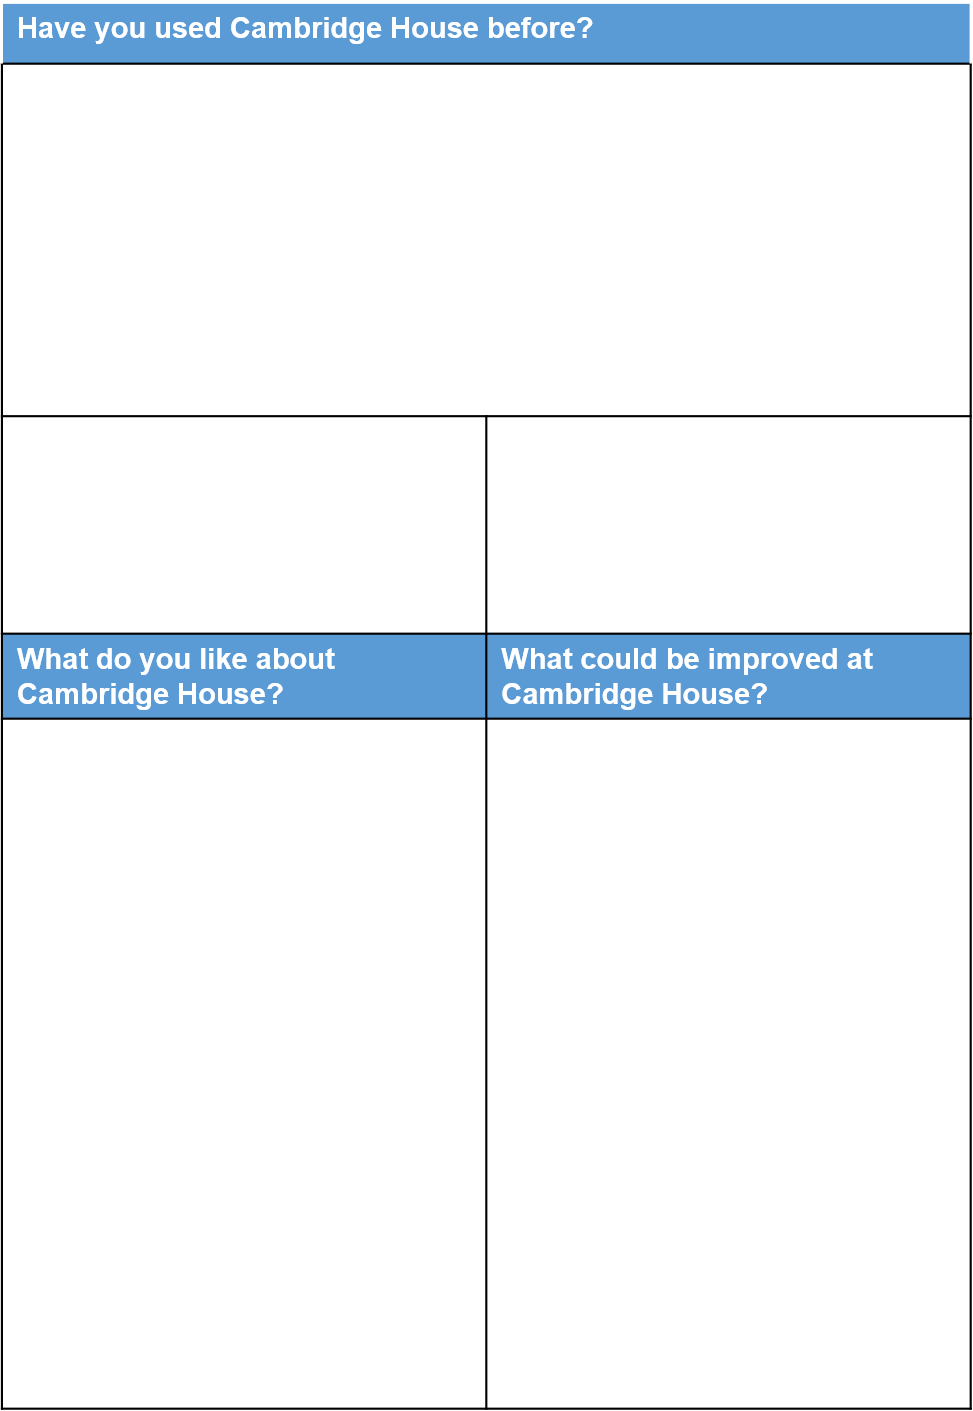 Have you used Cambridge House before?
What do you like about
Cambridge House?
What could be improved at
Cambridge House?